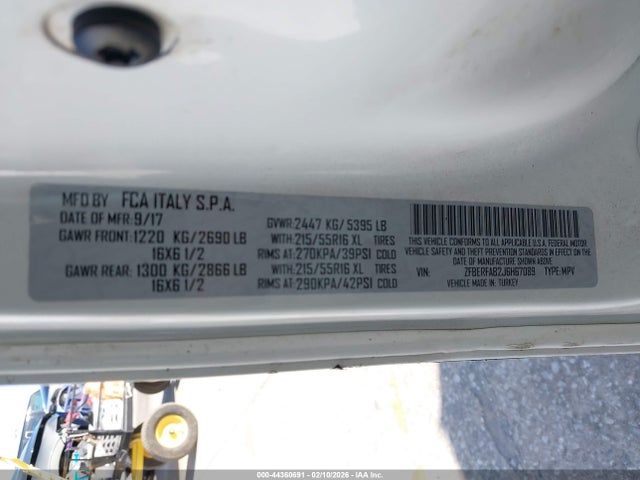 MFD BY FCA ITALY S.P.A.
DATE OF MFR: 9/17 GVWR: 2447 KG/ 5395 LB
GAWR FRONT: 1220 KG/ 2690 LB WITH: 215/55R16 XL TIRES
16X6 1/2 RIMS AT: 270KPA/39PSI COLD
GAWR REAR: 1300 KG/ 2866 LB WITH: 215/55R16 XL TIRES
16X6 1/2 RIMS AT: 290KPA/42PSI COLD
THIS VEHICLE CONFORMS TO ALL APPLICABLE U.S.A. FEDERAL MOTOR
VEHICLE SAFETY STANDARDS IN EFFECT ON THE DATE OF
MANUFACTURE SHOWN ABOVE
VIN: ZFBERFAB2J6H67089 TYPE: MPV
VEHICLE MADE IN: TURKEY
000-44360691 - 02/10/2026 - IAA, Inc.